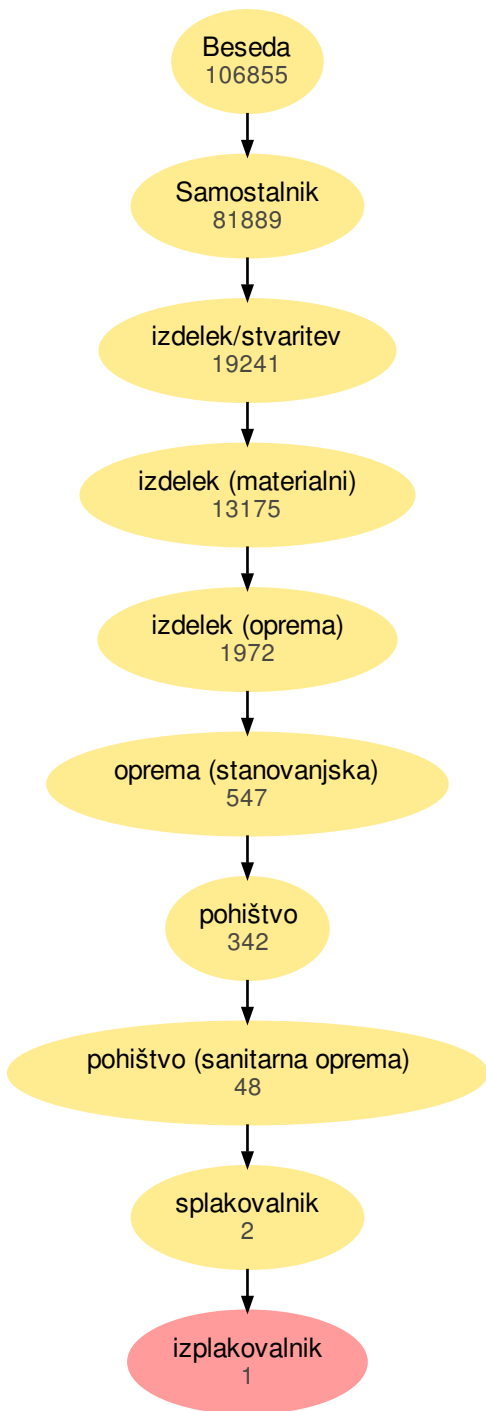 Beseda
106855
Samostalnik
81889
izdelek/stvaritev
19241
izdelek (materialni)
13175
izdelek (oprema)
1972
oprema (stanovanjska)
547
pohištvo
342
pohištvo (sanitarna oprema)
48
splakovalnik
2
izplakovalnik
1